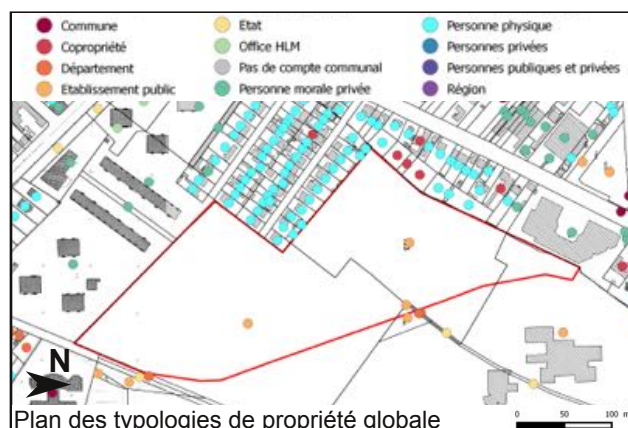 Commune
Copropriété
Département
Etablissement public
Etat
Office HLM
Pas de compte communal
Personne morale privée
Personne physique
Personnes privées
Personnes publiques et privées
Région
N
Plan des typologies de propriété globale
0 50 100 m